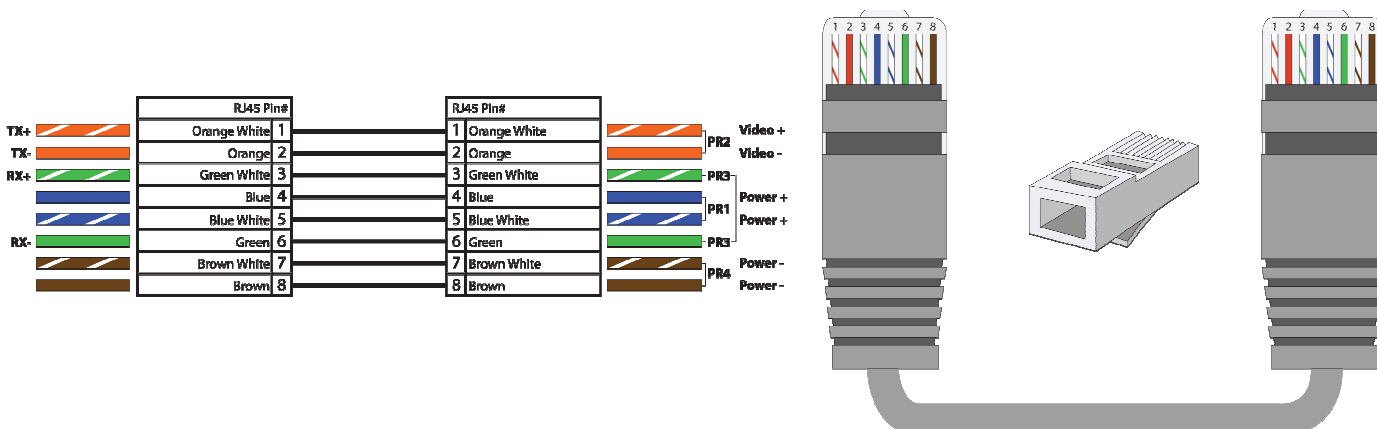 RJ45 Pin# RJ45 Pin#
TX+ Orange White 1 1 Orange White Video +
PR2
TX- Orange 2 2 Orange Video -
RX+ Green White 3 3 Green White PR3
Blue 4 4 Blue Power +
PR1
Blue White 5 5 Blue White Power +
RX- Green 6 6 Green PR3
Brown White 7 7 Brown White Power -
PR4
Brown 8 8 Brown Power -
1 2 3 4 5 6 7 8
1 2 3 4 5 6 7 8